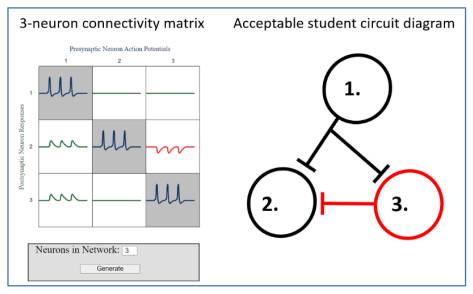 3-neuron connectivity matrix
Presynaptic Neuron Action Potentials
1 2 3
Postsynaptic Neuron Responses
1
2
3
Neurons in Network: 3
Generate
Acceptable student circuit diagram
1.
2.
3.